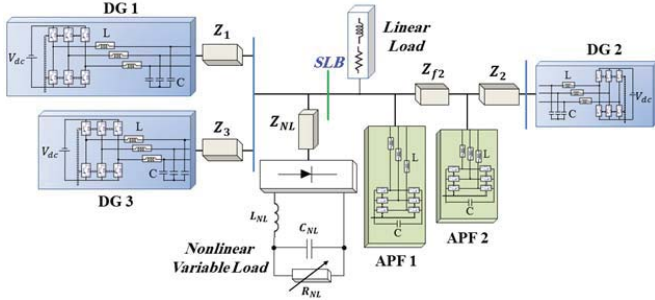 DG 1
V_dc
L
C
Z_1
Linear
Load
SLB
Z_f2
Z_2
DG 2
L
C
V_dc
Z_3
V_dc
L
C
DG 3
Z_NL
L
C
APF 1
L
C
APF 2
L_NL
C_NL
R_NL
Nonlinear
Variable Load